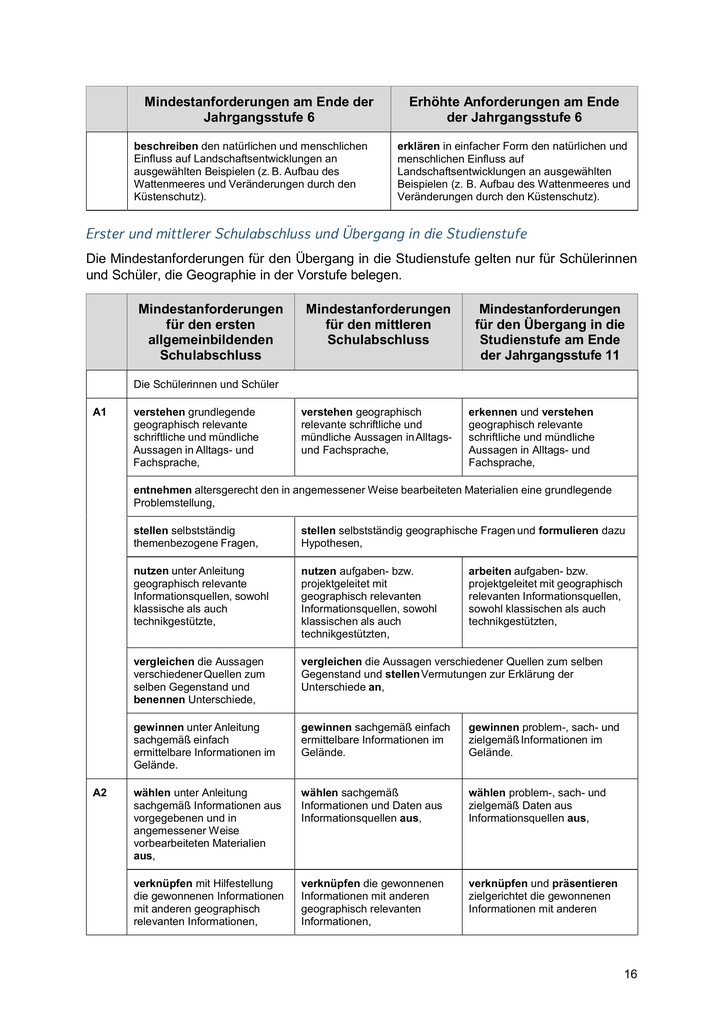 Mindestanforderungen am Ende der
Jahrgangsstufe 6
Erhöhte Anforderungen am Ende
der Jahrgangsstufe 6
beschreiben den natürlichen und menschlichen
Einfluss auf Landschaftsentwicklungen an
ausgewählten Beispielen (z. B. Aufbau des
Wattenmeeres und Veränderungen durch den
Küstenschutz).
erklären in einfacher Form den natürlichen und
menschlichen Einfluss auf
Landschaftsentwicklungen an ausgewählten
Beispielen (z. B. Aufbau des Wattenmeeres und
Veränderungen durch den Küstenschutz).
Erster und mittlerer Schulabschluss und Übergang in die Studienstufe
Die Mindestanforderungen für den Übergang in die Studienstufe gelten nur für Schülerinnen
und Schüler, die Geographie in der Vorstufe belegen.
Mindestanforderungen
für den ersten
allgemeinbildenden
Schulabschluss
Mindestanforderungen
für den mittleren
Schulabschluss
Mindestanforderungen
für den Übergang in die
Studienstufe am Ende
der Jahrgangsstufe 11
Die Schülerinnen und Schüler
A1
verstehen grundlegende
geografisch relevante
schriftliche und mündliche
Aussagen in Alltags- und
Fachsprache,
verstehen geographisch
relevante schriftliche und
mündliche Aussagen in Alltags-
und Fachsprache,
erkennen und verstehen
geographisch relevante
schriftliche und mündliche
Aussagen in Alltags- und
Fachsprache,
entnehmen altersgerecht den in angemessener Weise bearbeiteten Materialien eine grundlegende
Problemstellung,
stellen selbstständig
themenbezogene Fragen,
stellen selbstständig geographische Fragen und formulieren dazu
Hypothesen,
nutzen unter Anleitung
geographisch relevante
Informationsquellen, sowohl
klassische als auch
technikgestützte,
nutzen aufgaben- bzw.
projektgeleitet mit
geographisch relevanten
Informationsquellen, sowohl
klassischen als auch
technikgestützten,
arbeiten aufgaben- bzw.
projektgeleitet mit geographisch
relevanten Informationsquellen,
sowohl klassischen als auch
technikgestützten,
vergleichen die Aussagen
verschiedener Quellen zum
selben Gegenstand und
benennen Unterschiede,
vergleichen die Aussagen verschiedener Quellen zum selben
Gegenstand und stellen Vermutungen zur Erklärung der
Unterschiede an,
gewinnen unter Anleitung
sachgemäß einfach
ermittelbare Informationen im
Gelände.
gewinnen sachgemäß einfach
ermittelbare Informationen im
Gelände.
gewinnen problem-, sach- und
zielgemäß Informationen im
Gelände.
A2
wählen unter Anleitung
sachgemäß Informationen aus
vorgegebenen und in
angemessener Weise
vorbearbeiteten Materialien
aus,
wählen sachgemäß
Informationen und Daten aus
Informationsquellen aus,
wählen problem-, sach- und
zielgemäß Daten aus
Informationsquellen aus,
verknüpfen mit Hilfestellung
die gewonnenen Informationen
mit anderen geographisch
relevanten Informationen,
verknüpfen die gewonnenen
Informationen mit anderen
geographisch relevanten
Informationen,
verknüpfen und präsentieren
zielgerichtet die gewonnenen
Informationen mit anderen
16